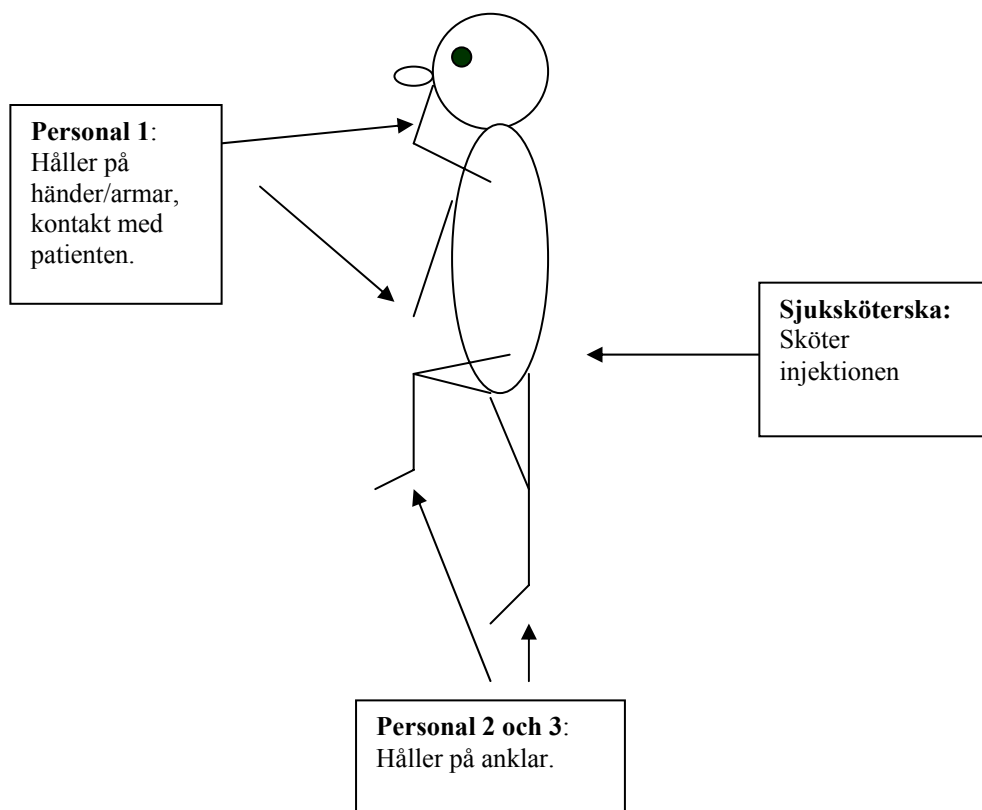 Personal 1:
Håller på
händer/armar,
kontakt med
patienten.
Sjuksköterska:
Sköter
injektionen
Personal 2 och 3:
Håller på anklar.